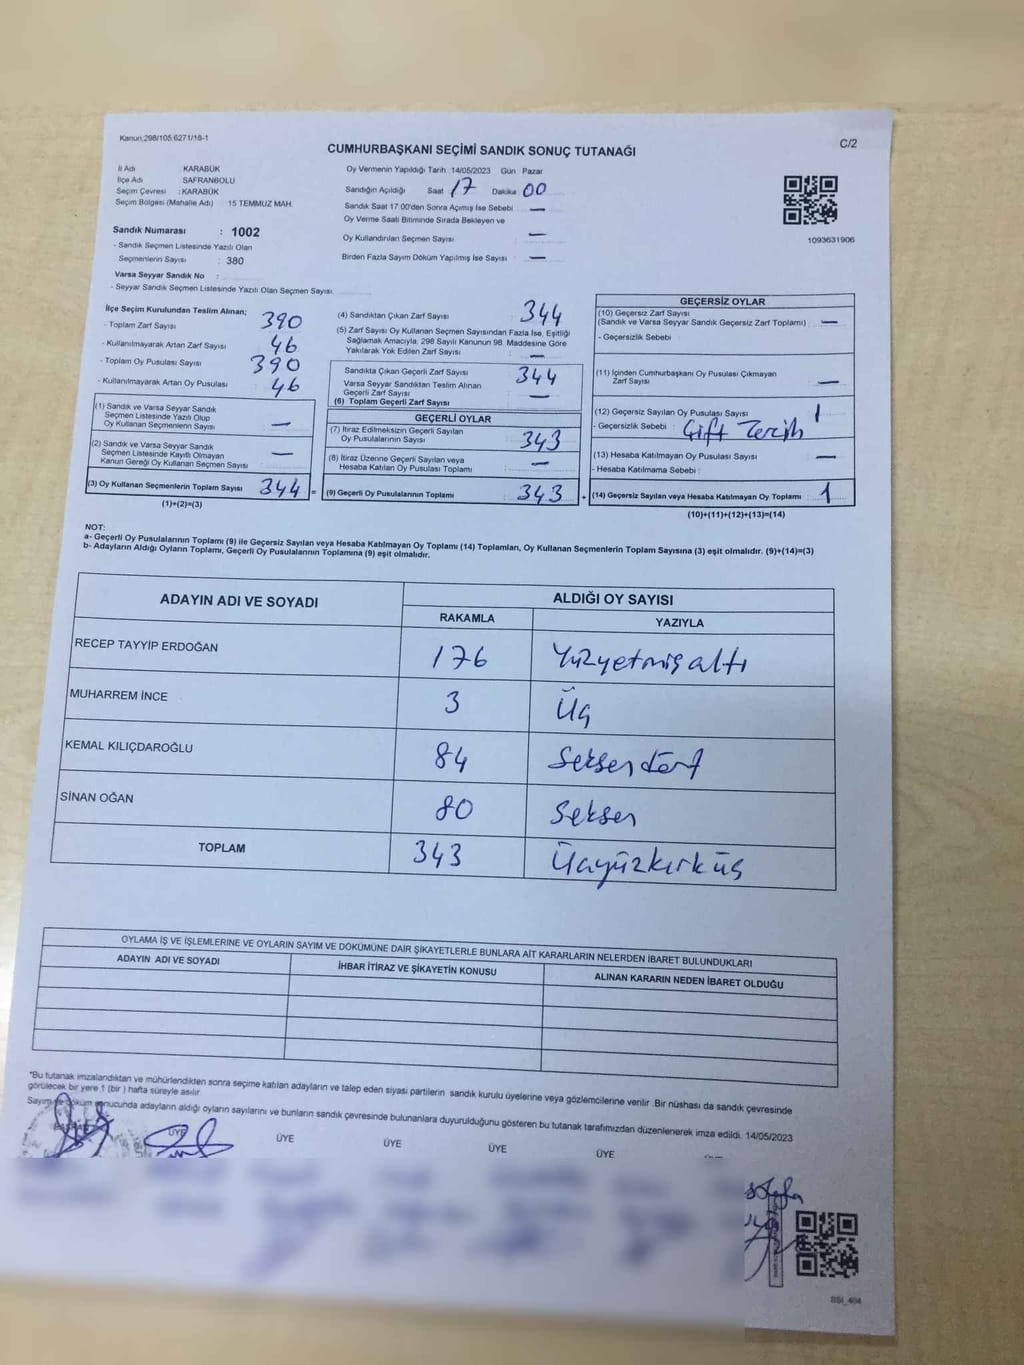 Kanun:298/105 6271/18-1
C/2
CUMHURBAŞKANI SEÇİMİ SANDIK SONUÇ TUTANAĞI
İl Adı KARABÜK
İlçe Adı SAFRANBOLU
Seçim Çevresi : KARABÜK
Seçim Bölgesi (Mahalle Adı) 15 TEMMUZ MAH.
Sandık Numarası : 1002
- Sandık Seçmen Listesinde Yazılı Olan
Seçmenlerin Sayısı : 380
Varsa Seyyar Sandık No :
- Seyyar Sandık Seçmen Listesinde Yazılı Olan Seçmen Sayısı
Oy Vermenin Yapıldığı Tarih 14/05/2023 Gün Pazar
Sandığın Açıldığı Saat 17 Dakika 00
Sandık Saat 17:00'den Sonra Açılmış İse Sebebi —
Oy Verme Saati Bitiminde Sırada Bekleyen ve
Oy Kullandırılan Seçmen Sayısı —
Birden Fazla Sayım Döküm Yapılmış İse Sayısı —
1093631906
İlçe Seçim Kurulundan Teslim Alınan;
- Toplam Zarf Sayısı 390
- Kullanılmayarak Artan Zarf Sayısı 46
- Toplam Oy Pusulası Sayısı 390
- Kullanılmayarak Artan Oy Pusulası 46
(1) Sandık ve Varsa Seyyar Sandık
Seçmen Listesinde Yazılı Olup
Oy Kullanan Seçmenlerin Sayısı —
(2) Sandık ve Varsa Seyyar Sandık
Seçmen Listesinde Kayıtlı Olmayan
Kanun Gereği Oy Kullanan Seçmen Sayısı —
(3) Oy Kullanan Seçmenlerin Toplam Sayısı 344 =
(1)+(2)=(3)
(4) Sandıktan Çıkan Zarf Sayısı 344
(5) Zarf Sayısı Oy Kullanan Seçmen Sayısından Fazla İse, Eşitliği
Sağlamak Amacıyla, 298 Sayılı Kanunun 98. Maddesine Göre
Yakılarak Yok Edilen Zarf Sayısı —
Sandıkta Çıkan Geçerli Zarf Sayısı 344
Varsa Seyyar Sandıktan Teslim Alınan
Geçerli Zarf Sayısı —
(6) Toplam Geçerli Zarf Sayısı
GEÇERLİ OYLAR
(7) İtiraz Edilmeksizin Geçerli Sayılan
Oy Pusulalarının Sayısı 343
(8) İtiraz Üzerine Geçerli Sayılan veya
Hesaba Katılan Oy Pusulası Toplamı —
(9) Geçerli Oy Pusulalarının Toplamı 343 +
GEÇERSİZ OYLAR
(10) Geçersiz Zarf Sayısı
(Sandık ve Varsa Seyyar Sandık Geçersiz Zarf Toplamı) —
- Geçersizlik Sebebi
(11) İçinden Cumhurbaşkanı Oy Pusulası Çıkmayan
Zarf Sayısı —
(12) Geçersiz Sayılan Oy Pusulası Sayısı 1
- Geçersizlik Sebebi : Çift Tercih
(13) Hesaba Katılmayan Oy Pusulası Sayısı —
- Hesaba Katılmama Sebebi :
(14) Geçersiz Sayılan veya Hesaba Katılmayan Oy Toplamı 1
(10)+(11)+(12)+(13)=(14)
NOT:
a- Geçerli Oy Pusulalarının Toplamı (9) ile Geçersiz Sayılan veya Hesaba Katılmayan Oy Toplamı (14) Toplamları, Oy Kullanan Seçmenlerin Toplam Sayısına (3) eşit olmalıdır. (9)+(14)=(3)
b- Adayların Aldığı Oyların Toplamı, Geçerli Oy Pusulalarının Toplamına (9) eşit olmalıdır.
ADAYIN ADI VE SOYADI ALDIĞI OY SAYISI
RAKAMLA YAZIYLA
RECEP TAYYİP ERDOĞAN 176 Yüzyetmişaltı
MUHARREM İNCE 3 Üç
KEMAL KILIÇDAROĞLU 84 Seksendört
SİNAN OĞAN 80 Seksen
TOPLAM 343 Üçyüzkırküç
OYLAMA İŞ VE İŞLEMLERİNE VE OYLARIN SAYIM VE DÖKÜMÜNE DAİR ŞİKAYETLERLE BUNLARA AİT KARARLARIN NELERDEN İBARET BULUNDUKLARI
ADAYIN ADI VE SOYADI İHBAR İTİRAZ VE ŞİKAYETİN KONUSU ALINAN KARARIN NEDEN İBARET OLDUĞU
*Bu tutanak imzalandıktan ve mühürlendikten sonra seçime katılan adayların ve talep eden siyasi partilerin sandık kurulu üyelerine veya gözlemcilerine verilir. Bir nüshası da sandık çevresinde
görülecek bir yere 1 (bir) hafta süreyle asılır
Sayım ve döküm sonucunda adayların aldığı oyların sayılarını ve bunların sandık çevresinde bulunanlara duyurulduğunu gösteren bu tutanak tarafımızdan düzenlenerek imza edildi. 14/05/2023
BAŞKAN ÜYE ÜYE ÜYE ÜYE ÜYE